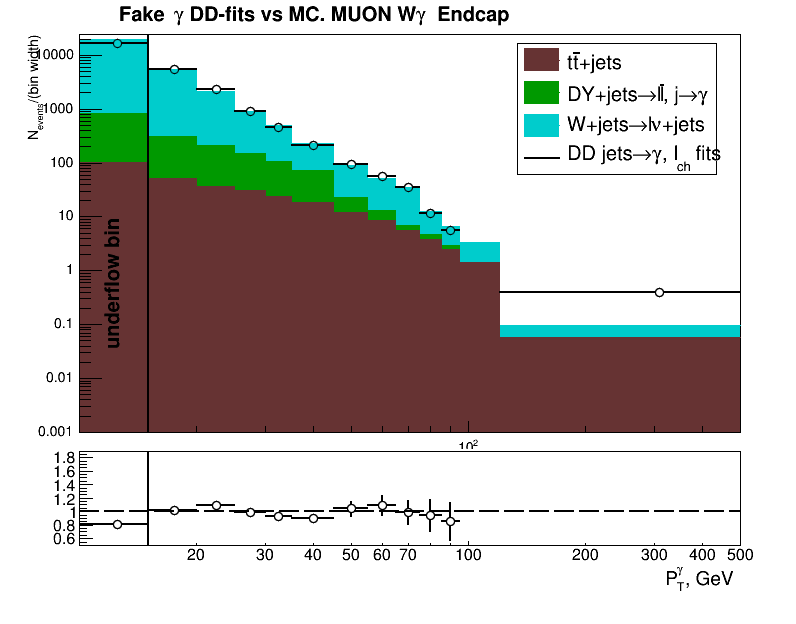 Fake γ DD-fits vs MC. MUON Wγ Endcap
N_events/(bin width)
10000
1000
100
10
1
0.1
0.01
0.001
underflow bin
tt̄+jets
DY+jets→ll̄, j→γ
W+jets→lν+jets
DD jets→γ, I_ch fits
10²
1.8
1.6
1.4
1.2
1
0.8
0.6
20 30 40 50 60 70 100 200 300 400 500
P_T^γ, GeV